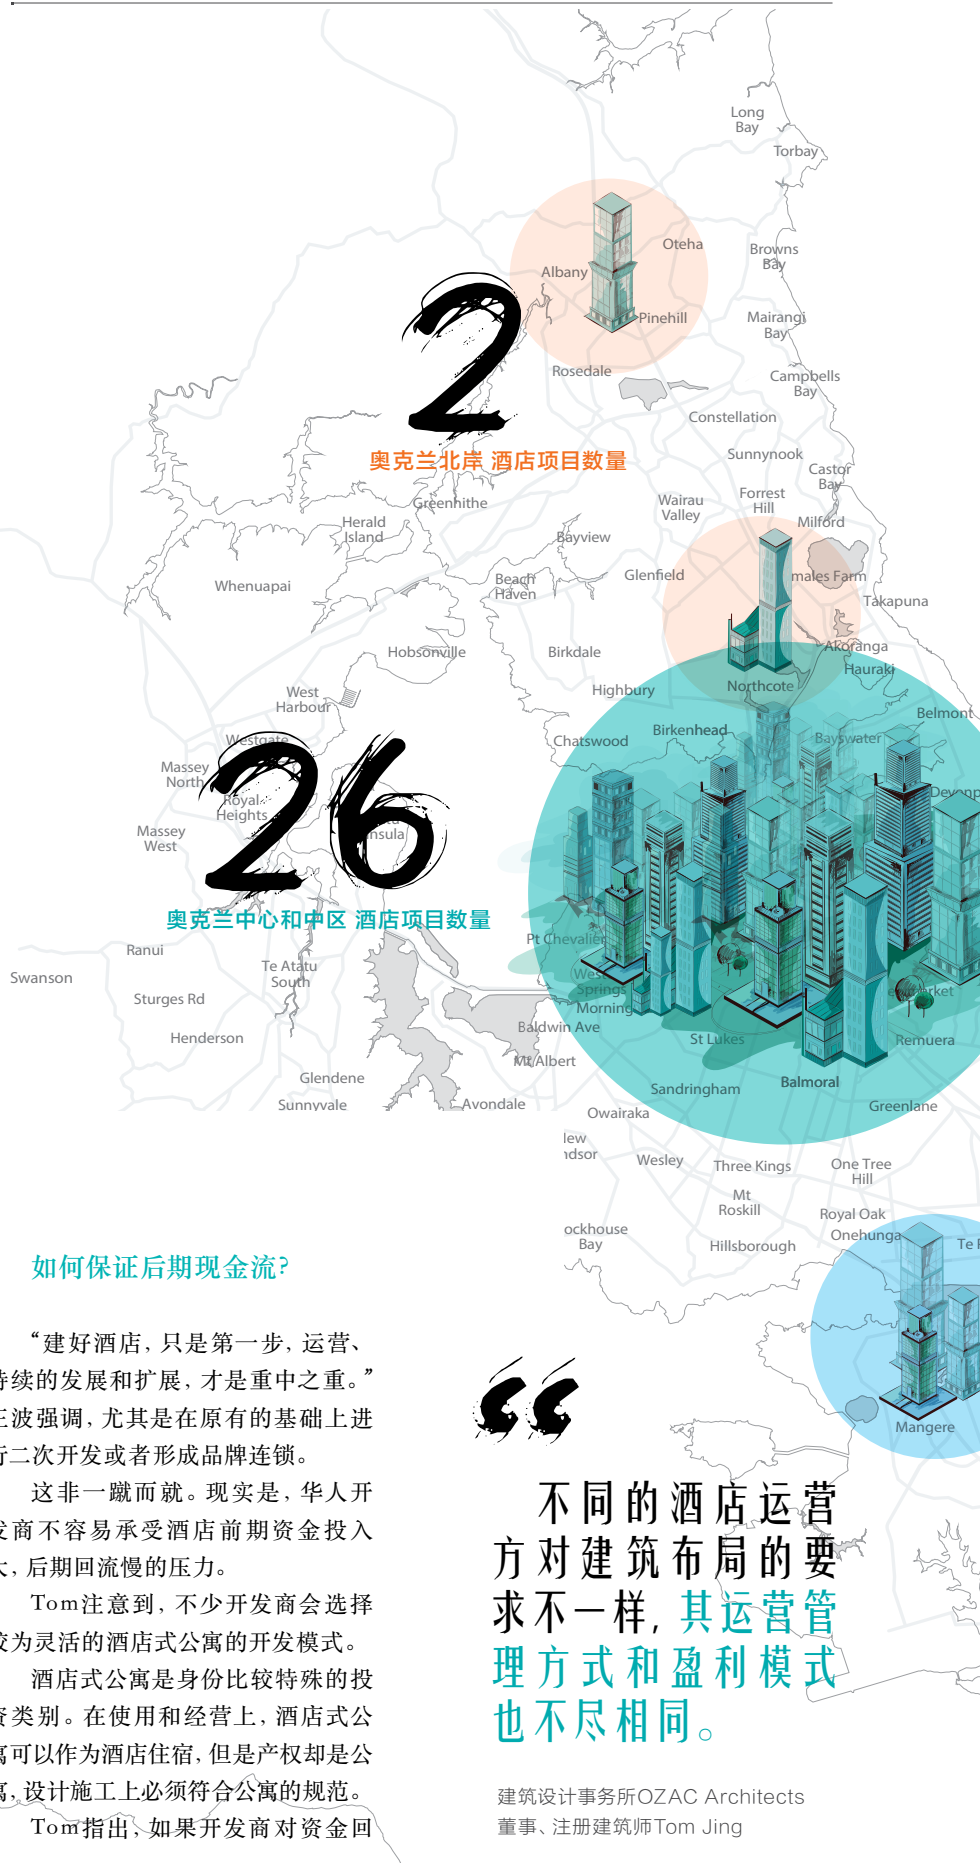 Long
Bay
Torbay
Oteha
Browns
Bay
Albany
Pinehill
Mairangi
Bay
Rosedale
Campbells
Bay
2
Constellation
奥克兰北岸 酒店项目数量
Sunnynook
Castor
Bay
Greenhithe
Wairau
Valley
Forrest
Hill
Herald
Island
Milford
Bayview
Whenuapai
Beach
Haven
Glenfield
males Farm
Takapuna
Hobsonville
Birkdale
Akoranga
Hauraki
West
Harbour
Highbury
Northcote
Belmont
Westgate
Chatswood
Birkenhead
Bayswater
Massey
North
Royal
Heights
Devonp
26
Massey
West
nsula
奥克兰中心和中区 酒店项目数量
Ranui
Pt Chevalier
Swanson
Te Atatu
South
West
Springs
Sturges Rd
Morning
Baldwin Ave
Henderson
St Lukes
Remuera
Mt Albert
Glendene
Balmoral
Sandringham
Sunnyvale
Avondale
Greenlane
Owairaka
lew
ndsor
Wesley
Three Kings
One Tree
Hill
Mt
Roskill
Royal Oak
ockhouse
Bay
Onehunga
Hillsborough
Te
Mangere
如何保证后期现金流?
“建好酒店, 只是第一步, 运营、
持续的发展和扩展, 才是重中之重。”
王波强调, 尤其是在原有的基础上进
行二次开发或者形成品牌连锁。
这非一蹴而就。现实是, 华人开
发商不容易承受酒店前期资金投入
大, 后期回流慢的压力。
Tom注意到, 不少开发商会选择
较为灵活的酒店式公寓的开发模式。
酒店式公寓是身份比较特殊的投
资类别。在使用和经营上, 酒店式公
寓可以作为酒店住宿, 但是产权却是公
寓, 设计施工上必须符合公寓的规范。
Tom指出, 如果开发商对资金回
“
不同的酒店运营
方对建筑布局的要
求不一样, 其运营管
理方式和盈利模式
也不尽相同。
建筑设计事务所OZAC Architects
董事、注册建筑师Tom Jing